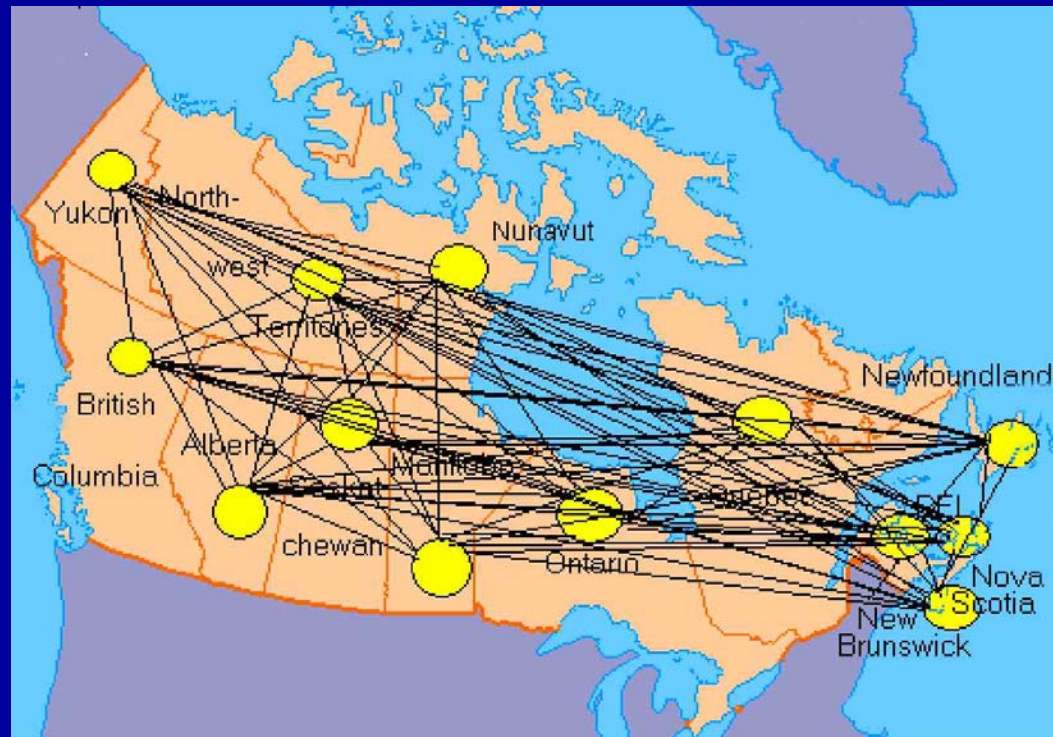 Yukon
North-
west
Territories
Nunavut
British
Columbia
Alberta
Saskat
chewan
Manitoba
Ontario
Quebec
Newfoundland
PEI
Nova
Scotia
New
Brunswick